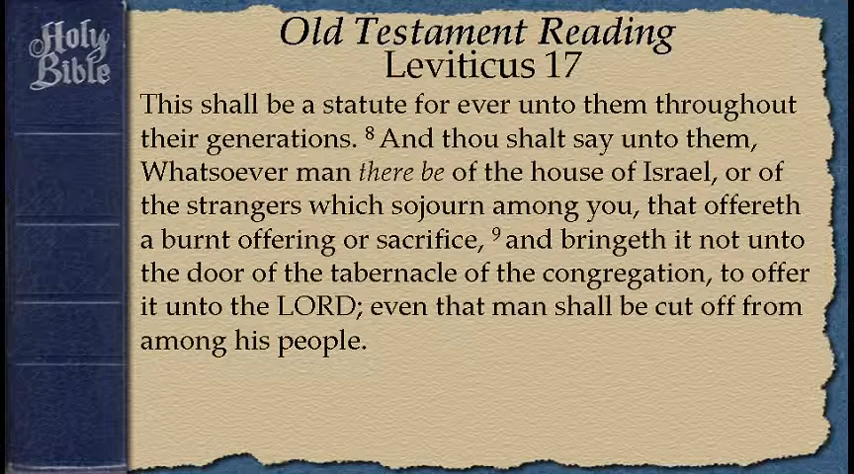 Holy
Bible
Old Testament Reading
Leviticus 17
This shall be a statute for ever unto them throughout
their generations. 8 And thou shalt say unto them,
Whatsoever man there be of the house of Israel, or of
the strangers which sojourn among you, that offereth
a burnt offering or sacrifice, 9 and bringeth it not unto
the door of the tabernacle of the congregation, to offer
it unto the LORD; even that man shall be cut off from
among his people.